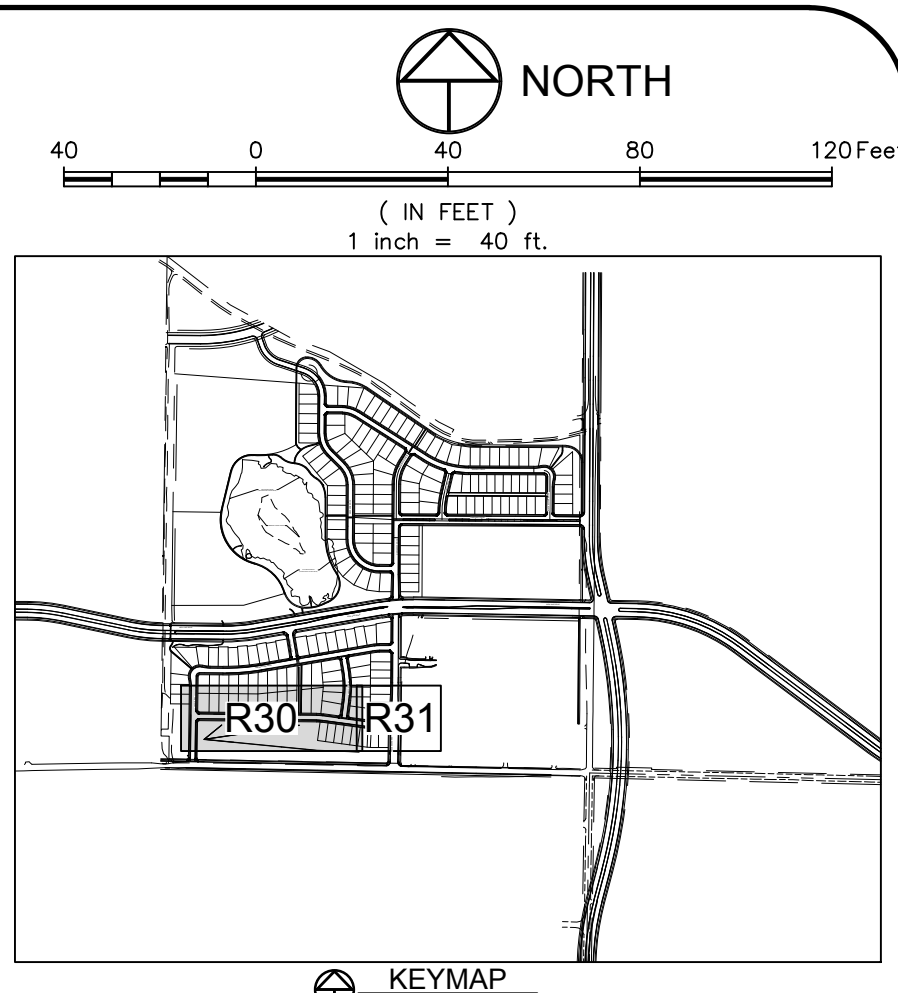 NORTH
40 0 40 80 120 Feet
( IN FEET )
1 inch = 40 ft.
R30 R31
KEYMAP